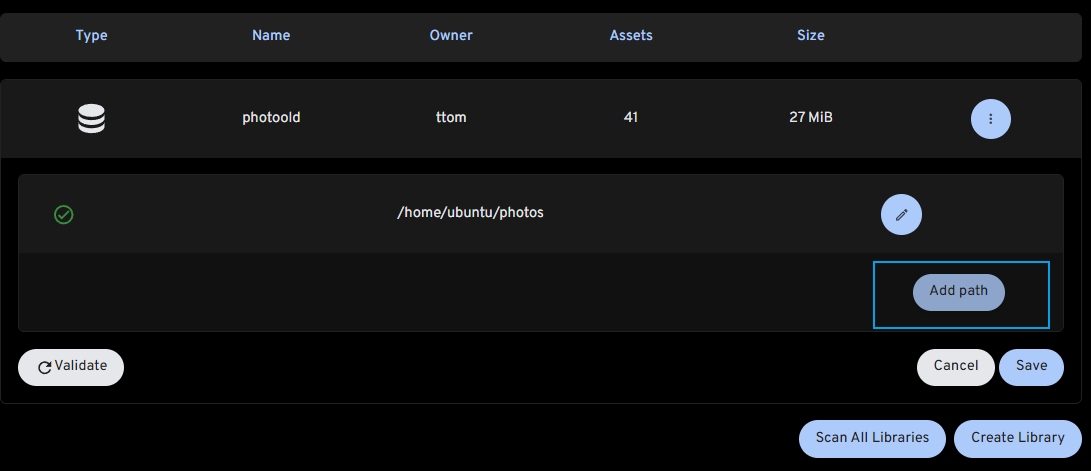 Type Name Owner Assets Size
photoold ttom 41 27 MiB
/home/ubuntu/photos
Add path
Validate Cancel Save
Scan All Libraries Create Library